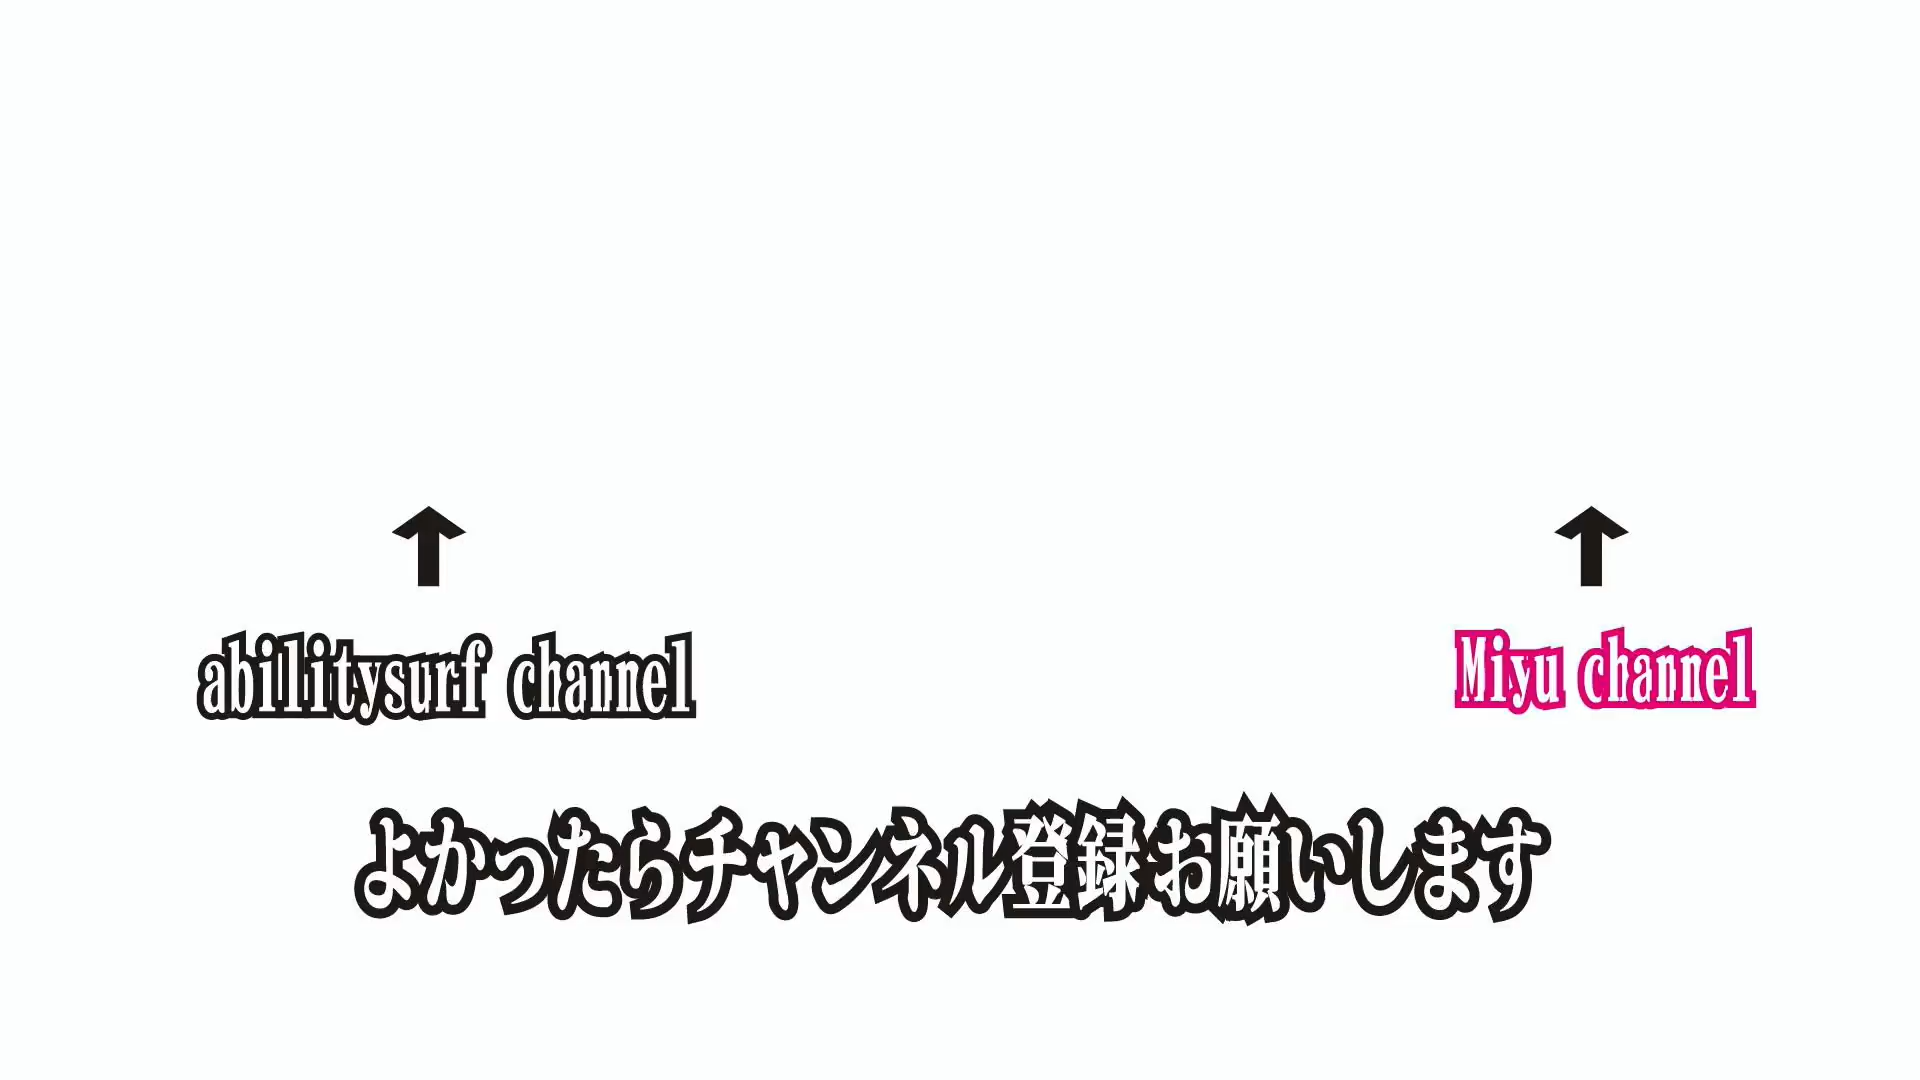 abilitysurf channel
Miyu channel
よかったらチャンネル登録お願いします